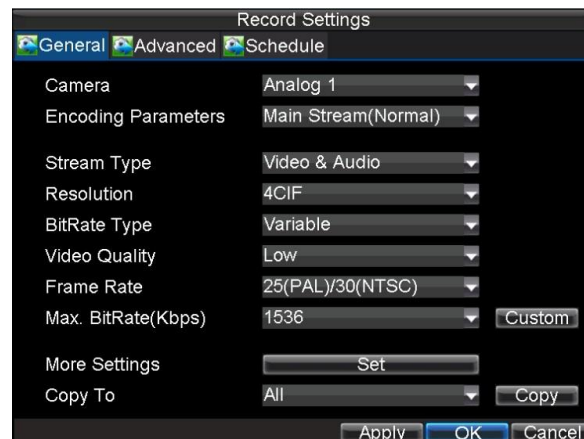 Record Settings
General Advanced Schedule
Camera Analog 1
Encoding Parameters Main Stream(Normal)
Stream Type Video & Audio
Resolution 4CIF
BitRate Type Variable
Video Quality Low
Frame Rate 25(PAL)/30(NTSC)
Max. BitRate(Kbps) 1536 Custom
More Settings Set
Copy To All Copy
Apply OK Cancel